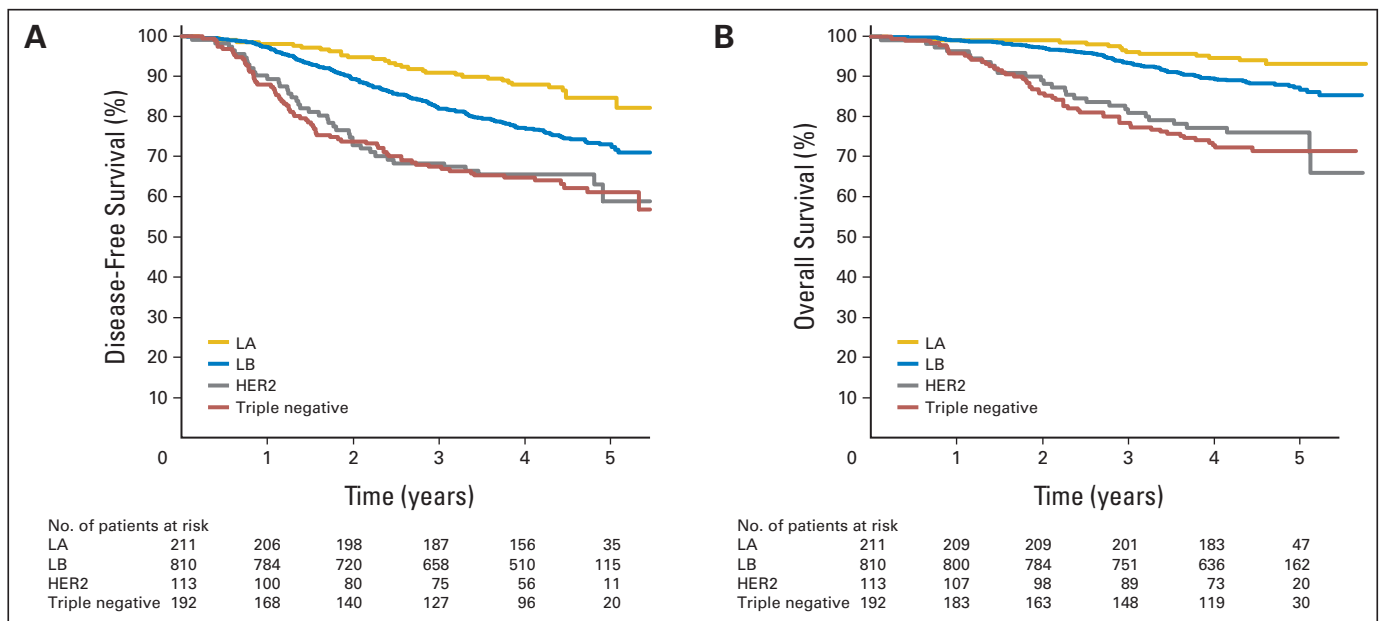 A
Disease-Free Survival (%)
100
90
80
70
60
50
40
30
20
10
0
1 2 3 4 5
LA
LB
HER2
Triple negative
Time (years)
No. of patients at risk
LA 211 206 198 187 156 35
LB 810 784 720 658 510 115
HER2 113 100 80 75 56 11
Triple negative 192 168 140 127 96 20
B
Overall Survival (%)
100
90
80
70
60
50
40
30
20
10
0
1 2 3 4 5
LA
LB
HER2
Triple negative
Time (years)
No. of patients at risk
LA 211 209 209 201 183 47
LB 810 800 784 751 636 162
HER2 113 107 98 89 73 20
Triple negative 192 183 163 148 119 30